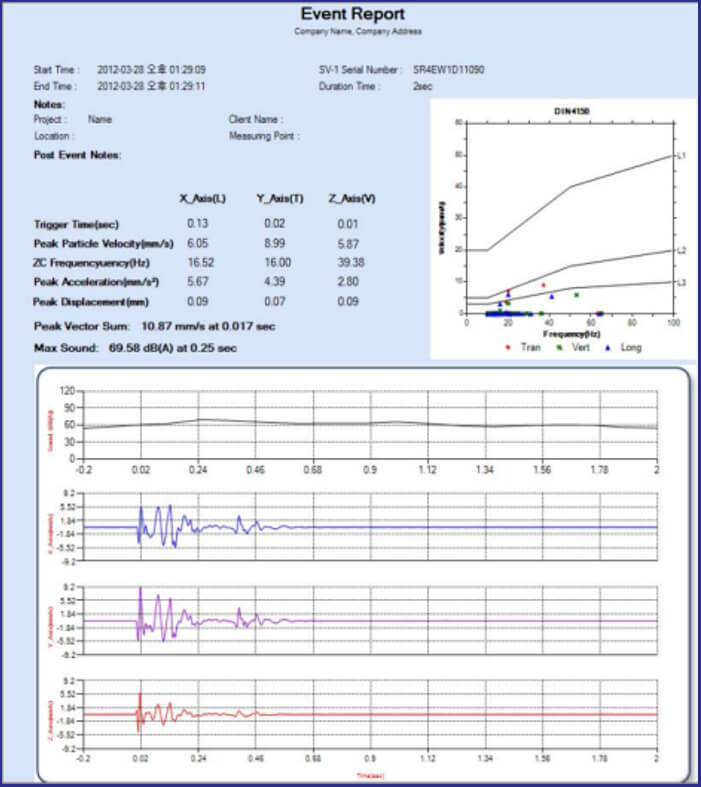 Event Report
Company Name, Company Address
Start Time : 2012-03-28 오후 01:29:09 SV-1 Serial Number : SR4EW1D11090
End Time : 2012-03-28 오후 01:29:11 Duration Time : 2sec
Notes:
Project : Name Client Name :
Location : Measuring Point :
Post Event Notes:
X_Axis(L) Y_Axis(T) Z_Axis(V)
Trigger Time(sec) 0.13 0.02 0.01
Peak Particle Velocity(mm/s) 6.05 8.99 5.87
ZC Frequencyuency(Hz) 16.52 16.00 39.38
Peak Acceleration(mm/s²) 5.67 4.39 2.80
Peak Displacement(mm) 0.09 0.07 0.09
Peak Vector Sum: 10.87 mm/s at 0.017 sec
Max Sound: 69.58 dB(A) at 0.25 sec
DIN4150
60
50
40
30
20
10
0
L1
L2
L3
0 20 40 60 80 100
Frequency(Hz)
Tran Vert Long
120
90
60
30
0
-0.2 0.02 0.24 0.46 0.68 0.9 1.12 1.34 1.56 1.78 2
9.2
5.52
1.84
-1.84
-5.52
-9.2
9.2
5.52
1.84
-1.84
-5.52
-9.2
9.2
5.52
1.84
-1.84
-5.52
-9.2
-0.2 0.02 0.24 0.46 0.68 0.9 1.12 1.34 1.56 1.78 2
Time(sec)